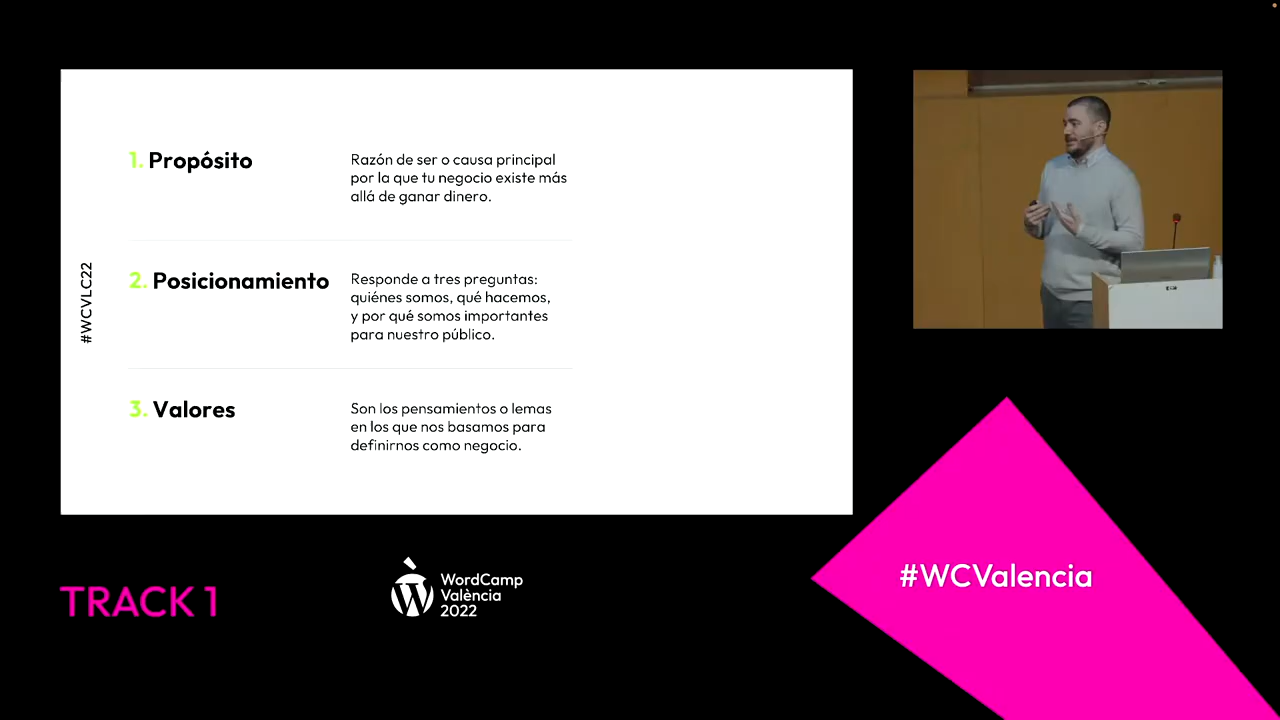 1. Propósito
Razón de ser o causa principal
por la que tu negocio existe más
allá de ganar dinero.
#WCVLC22
2. Posicionamiento
Responde a tres preguntas:
quiénes somos, qué hacemos,
y por qué somos importantes
para nuestro público.
3. Valores
Son los pensamientos o lemas
en los que nos basamos para
definirnos como negocio.
TRACK 1
WordCamp
València
2022
#WCValencia